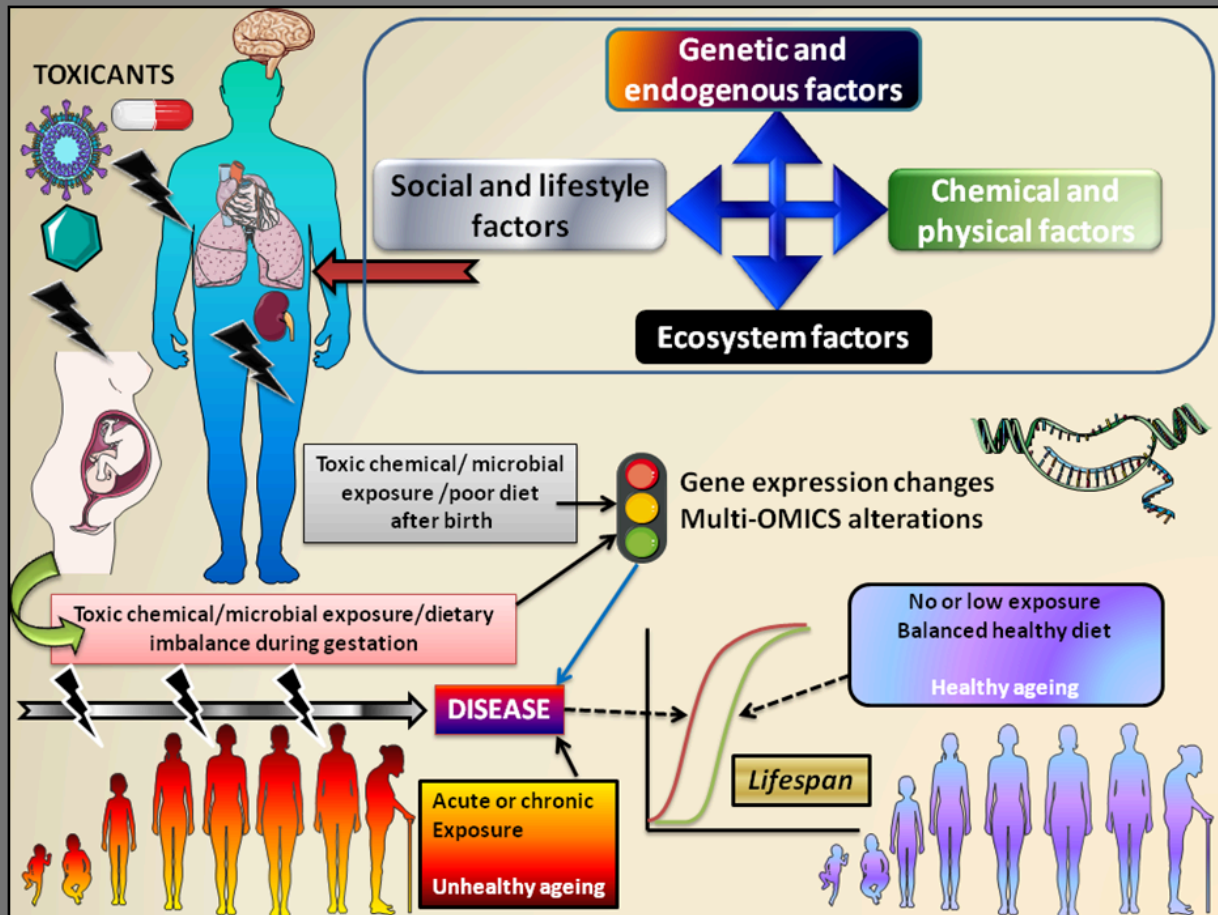 TOXICANTS
Genetic and
endogenous factors
Social and lifestyle
factors
Chemical and
physical factors
Ecosystem factors
Toxic chemical/ microbial
exposure /poor diet
after birth
Gene expression changes
Multi-OMICS alterations
Toxic chemical/microbial exposure/dietary
imbalance during gestation
No or low exposure
Balanced healthy diet
Healthy ageing
DISEASE
Lifespan
Acute or chronic
Exposure
Unhealthy ageing